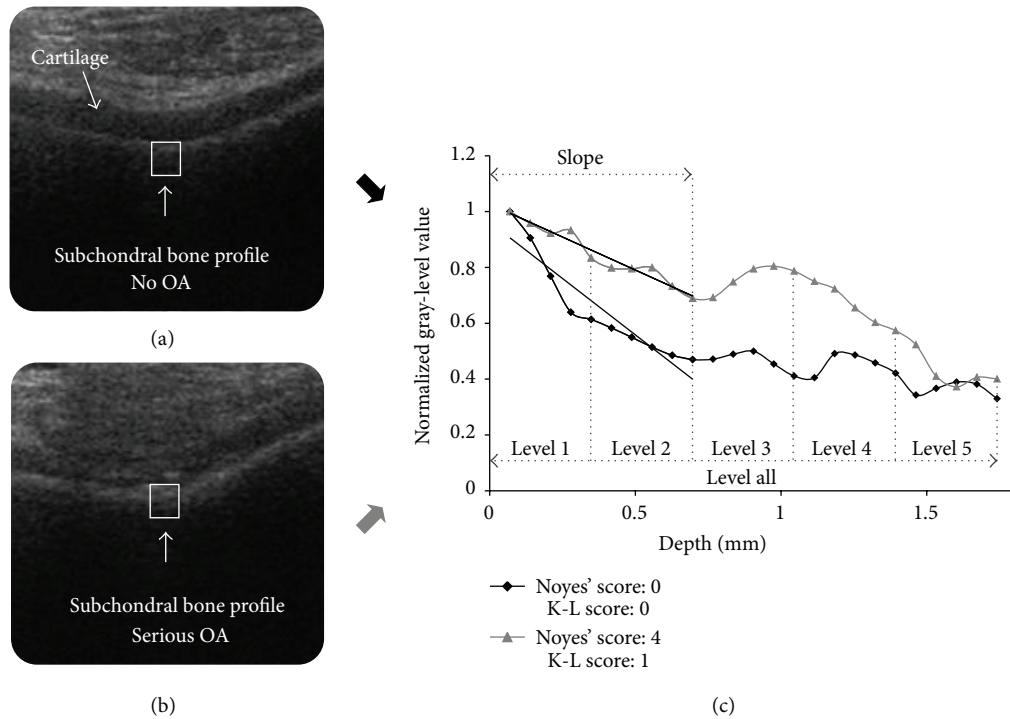 Cartilage
Subchondral bone profile
No OA
(a)
Subchondral bone profile
Serious OA
(b)
1.2
1
0.8
0.6
0.4
0.2
0
Normalized gray-level value
Slope
Level 1 Level 2 Level 3 Level 4 Level 5
Level all
0 0.5 1 1.5
Depth (mm)
Noyes' score: 0
K-L score: 0
Noyes' score: 4
K-L score: 1
(c)